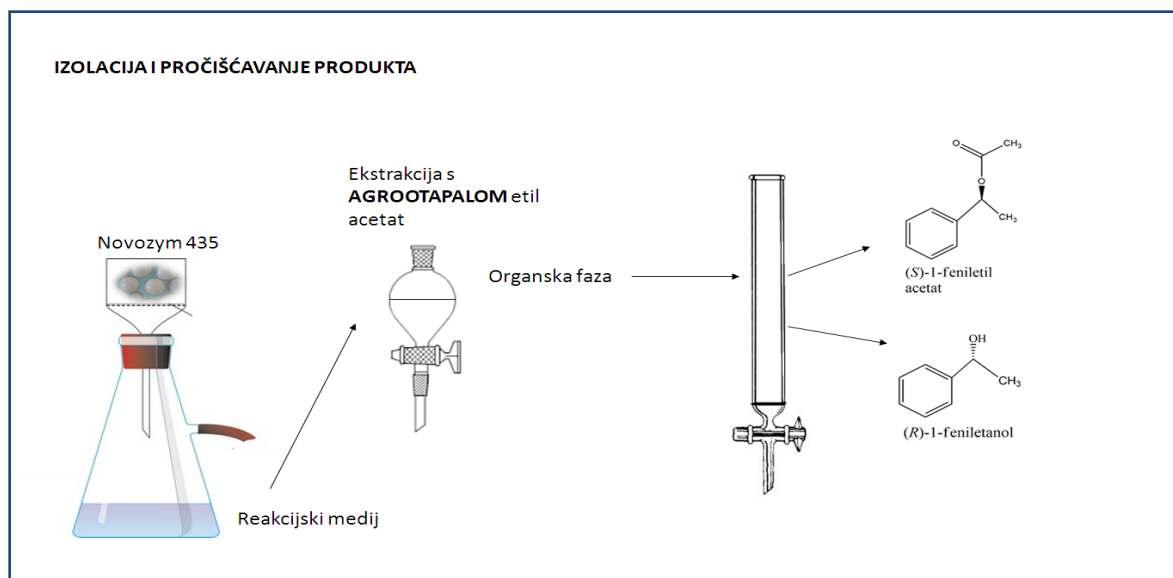 IZOLACIJA I PROČIŠĆAVANJE PRODUKTA
Ekstrakcija s
AGROOTAPALOM etil
acetat
Novozym 435
Organska faza
Reakcijski medij
O
CH3
O
CH3
(S)-1-feniletil
acetat
OH
CH3
(R)-1-feniletanol